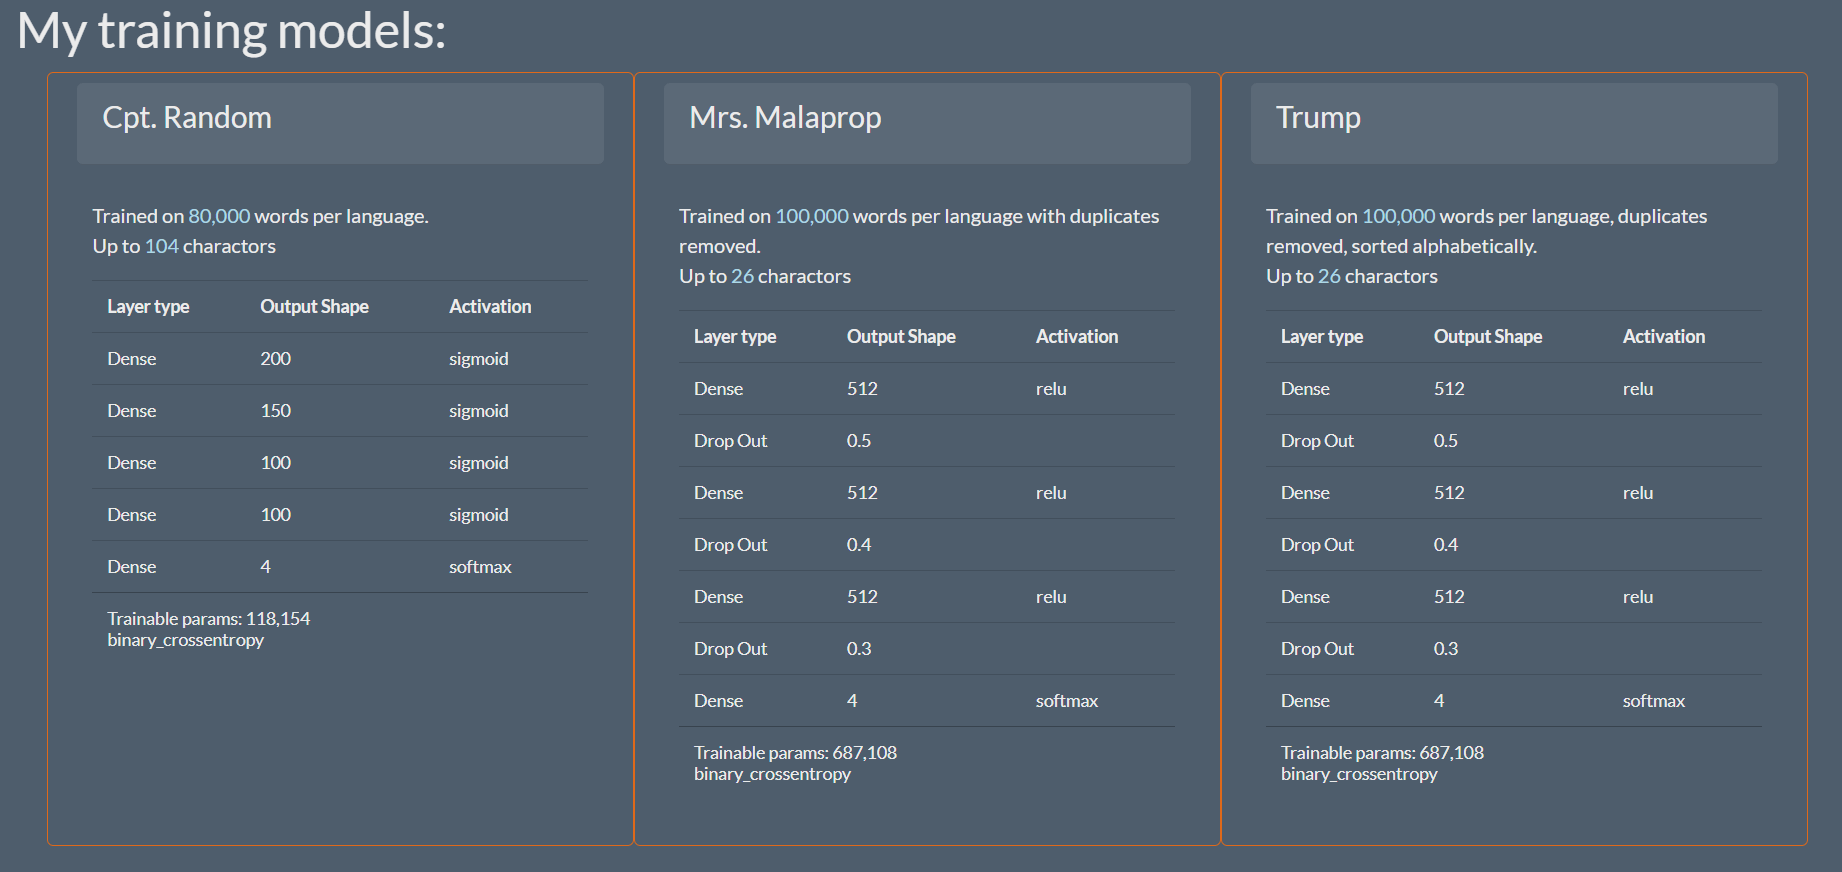 My training models:
Cpt. Random
Trained on 80,000 words per language.
Up to 104 charactors
Layer type Output Shape Activation
Dense 200 sigmoid
Dense 150 sigmoid
Dense 100 sigmoid
Dense 100 sigmoid
Dense 4 softmax
Trainable params: 118,154
binary_crossentropy
Mrs. Malaprop
Trained on 100,000 words per language with duplicates
removed.
Up to 26 charactors
Layer type Output Shape Activation
Dense 512 relu
Drop Out 0.5
Dense 512 relu
Drop Out 0.4
Dense 512 relu
Drop Out 0.3
Dense 4 softmax
Trainable params: 687,108
binary_crossentropy
Trump
Trained on 100,000 words per language, duplicates
removed, sorted alphabetically.
Up to 26 charactors
Layer type Output Shape Activation
Dense 512 relu
Drop Out 0.5
Dense 512 relu
Drop Out 0.4
Dense 512 relu
Drop Out 0.3
Dense 4 softmax
Trainable params: 687,108
binary_crossentropy